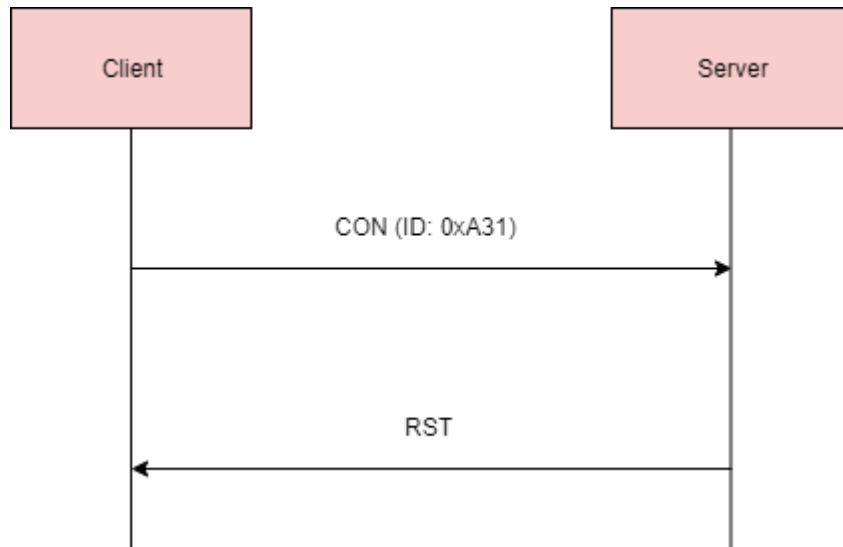 Client
Server
CON (ID: 0xA31)
RST